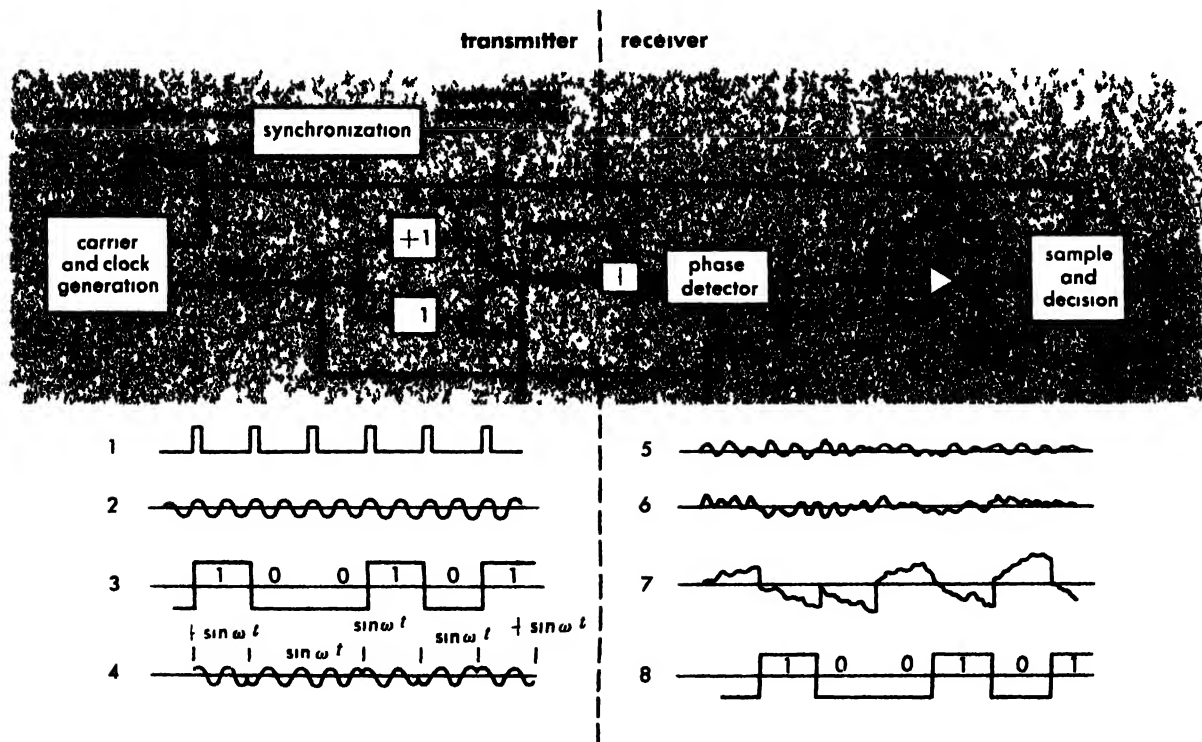 transmitter receiver
synchronization
carrier
and clock
generation
+1
1
phase
detector
sample
and
decision
1
2
3 1 0 0 1 0 1
+ sin ω t sin ω t sin ω t sin ω t + sin ω t
4
5
6
7
8 1 0 0 1 0 1